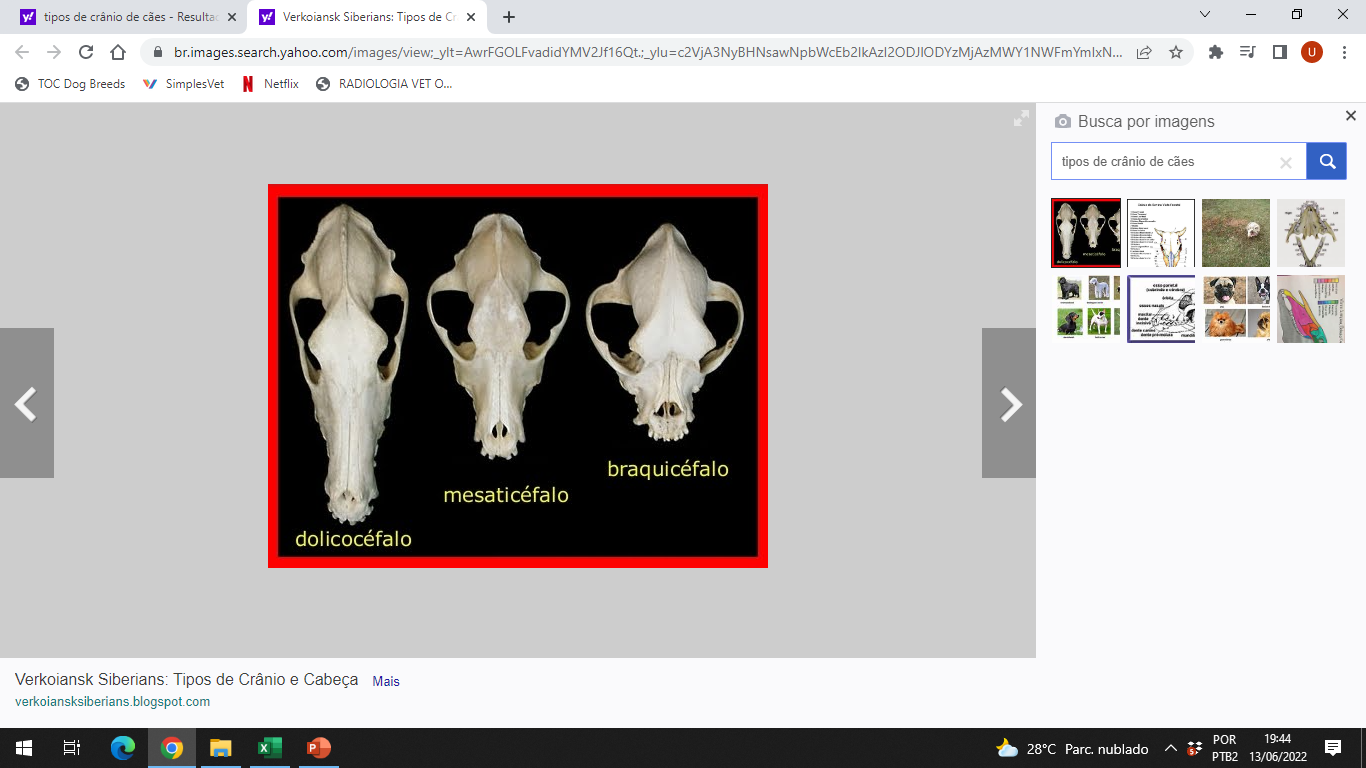 tipos de crânio de cães - Resulta
Verkoiansk Siberians: Tipos de C
br.images.search.yahoo.com/images/view;_ylt=AwrFGOLFvadidYMV2Jf16Qt.;_ylu=c2VjA3NyBHNsawNpbWcEb2lkAzI2ODJlODYzMjAzMWY1NWFmYmIxN...
U
TOC Dog Breeds
SimplesVet
Netflix
RADIOLOGIA VET O...
Busca por imagens
tipos de crânio de cães
dolicocéfalo
mesaticéfalo
braquicéfalo
Verkoiansk Siberians: Tipos de Crânio e Cabeça Mais
verkoiansksiberians.blogspot.com
28°C Parc. nublado
POR
PTB2
19:44
13/06/2022